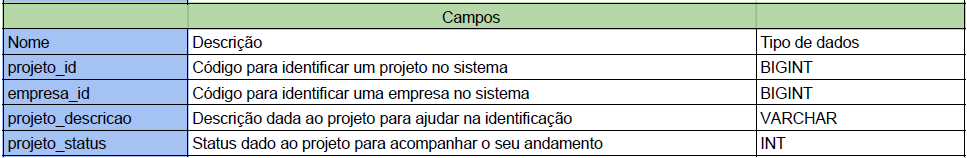 Campos
Nome Descrição Tipo de dados
projeto_id Código para identificar um projeto no sistema BIGINT
empresa_id Código para identificar uma empresa no sistema BIGINT
projeto_descricao Descrição dada ao projeto para ajudar na identificação VARCHAR
projeto_status Status dado ao projeto para acompanhar o seu andamento INT